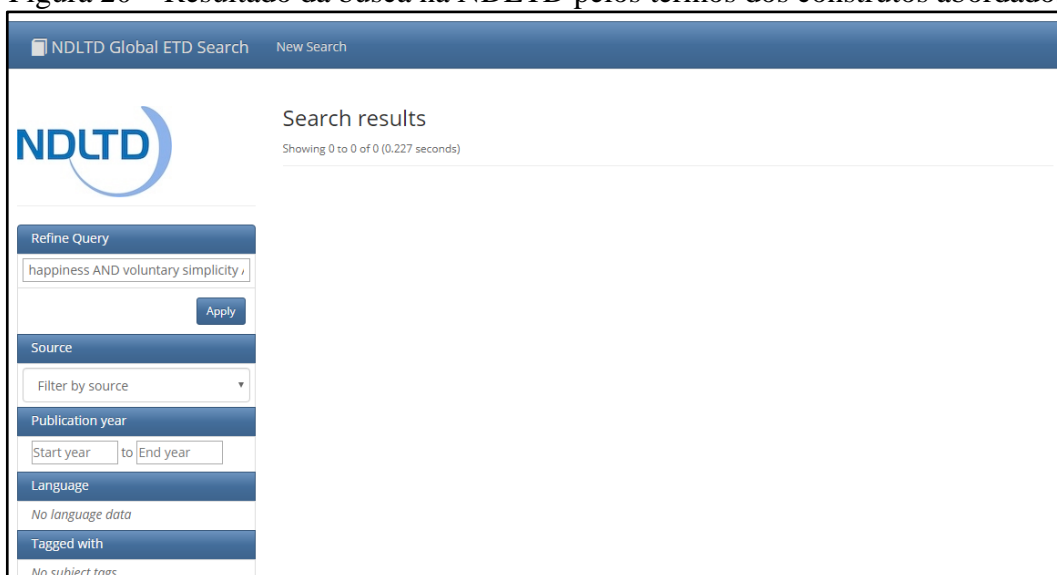 Figura 20 – Resultado da busca na NDLTD pelos termos dos construtos abordado
NDLTD Global ETD Search New Search
NDLTD
Search results
Showing 0 to 0 of 0 (0.227 seconds)
Refine Query
happiness AND voluntary simplicity
Apply
Source
Filter by source
Publication year
Start year to End year
Language
No language data
Tagged with
No subject tags